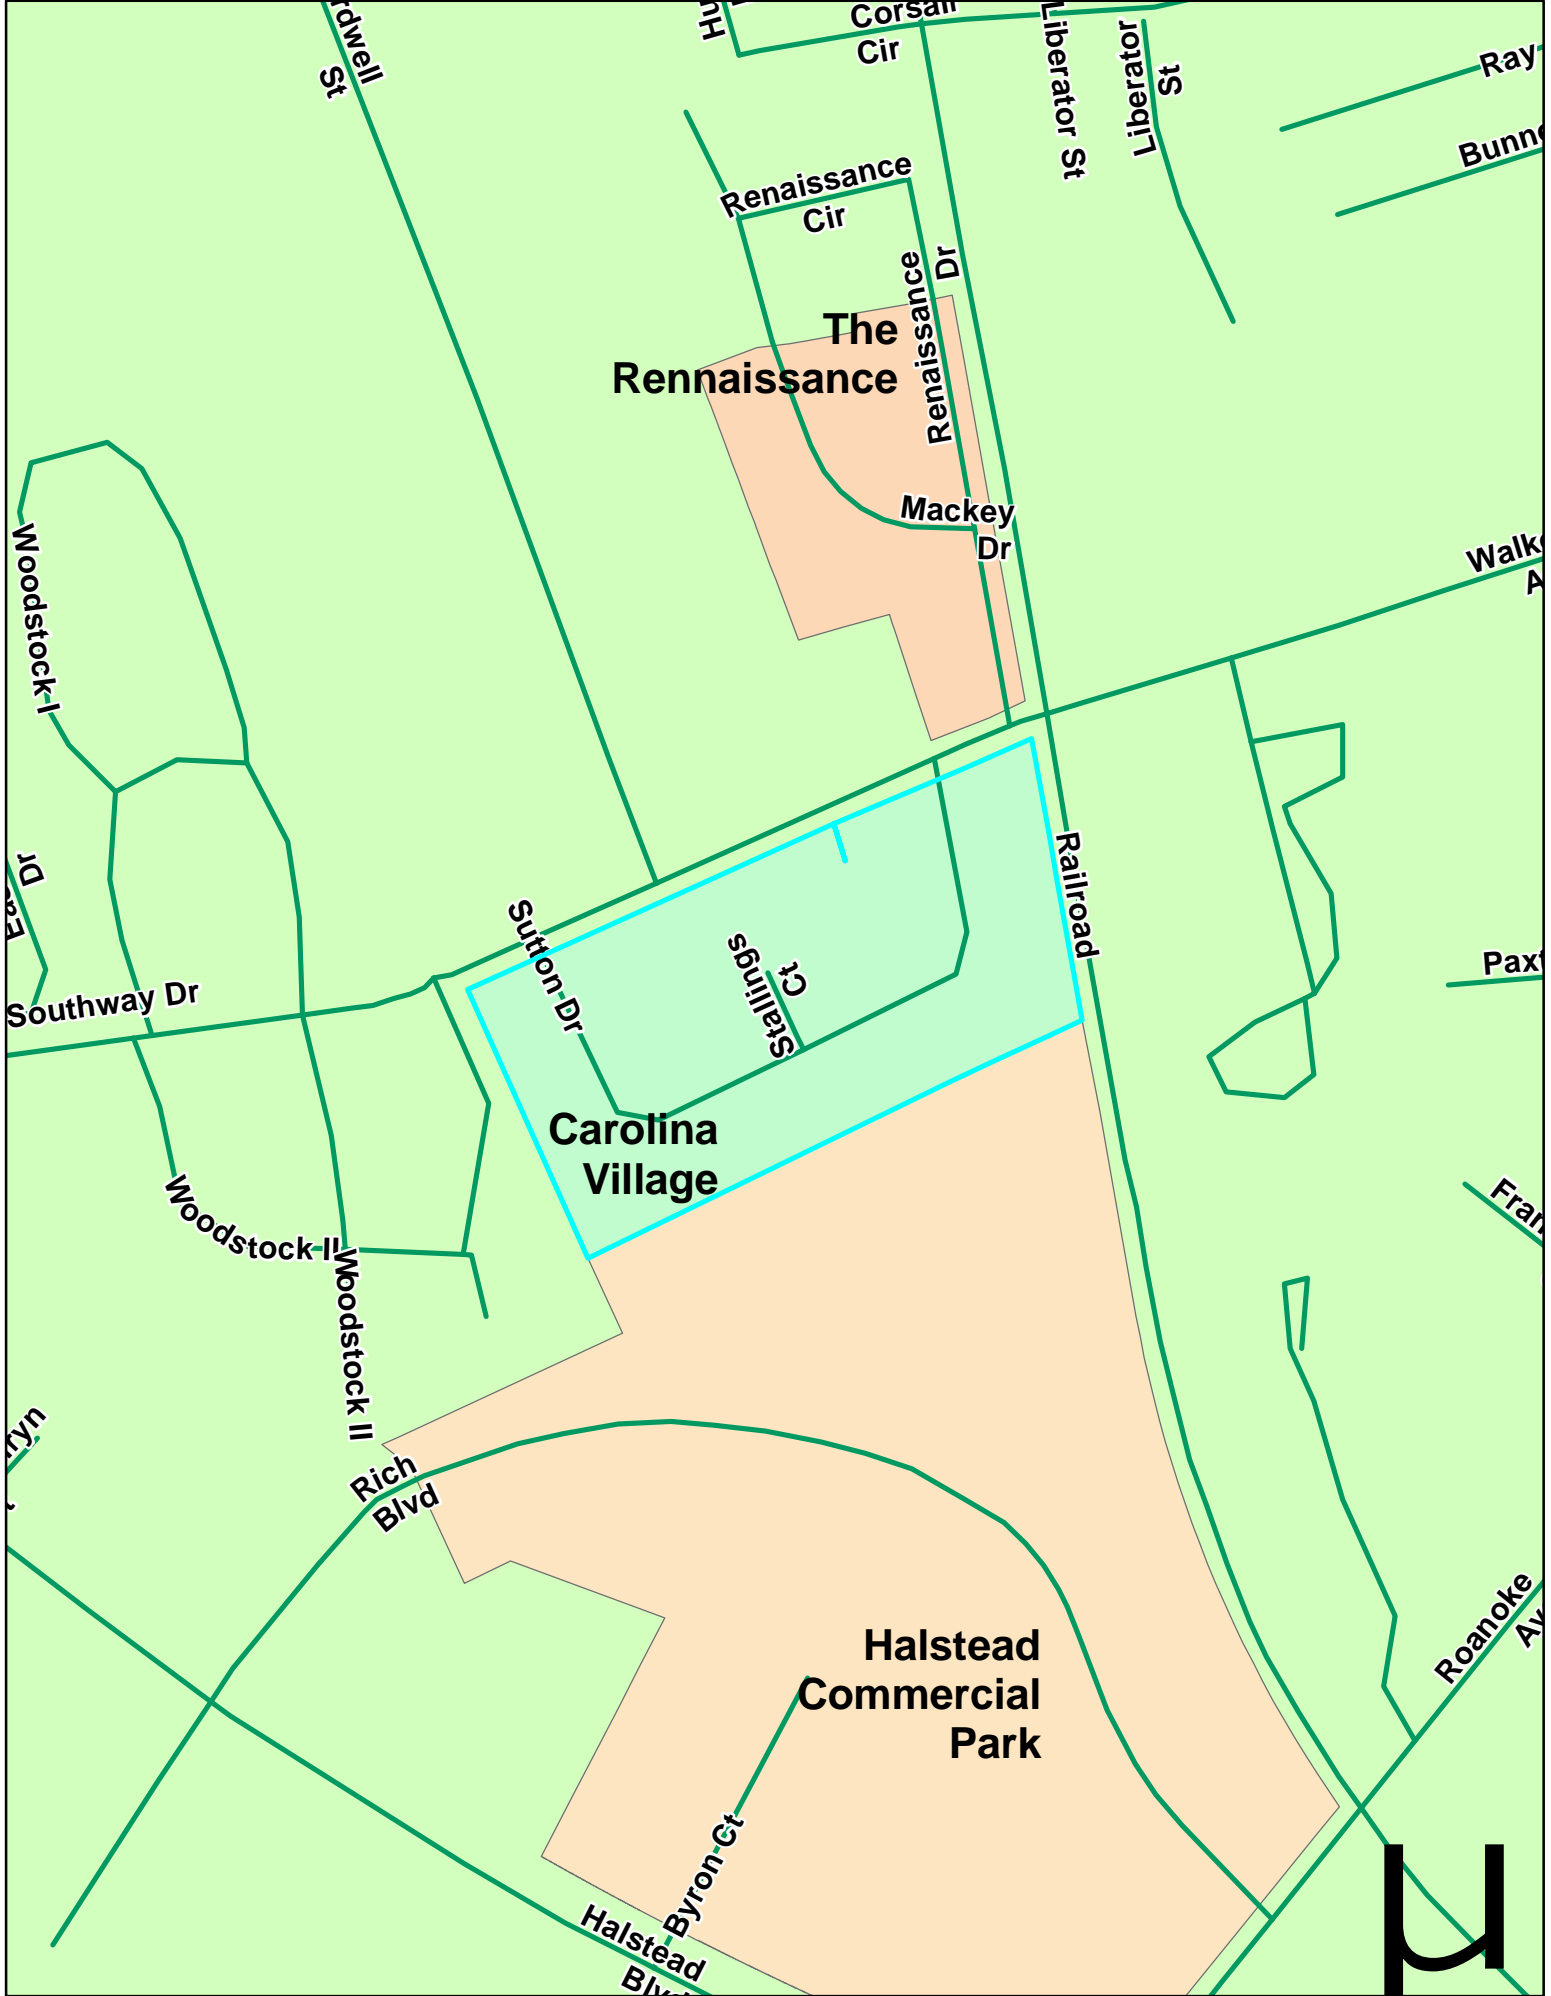 Corsair
Cir
Liberator St
Liberator
St
Ray
St
Renaissance
Cir
Renaissance
Dr
The
Rennaissance
Mackey
Dr
Woodstock I
Railroad
Dr
Sutton Dr
Stallings
Ct
Southway Dr
Carolina
Village
Woodstock II
Woodstock II
Rich
Blvd
Roanoke
Halstead
Commercial
Park
Byron Ct
Halstead
µ